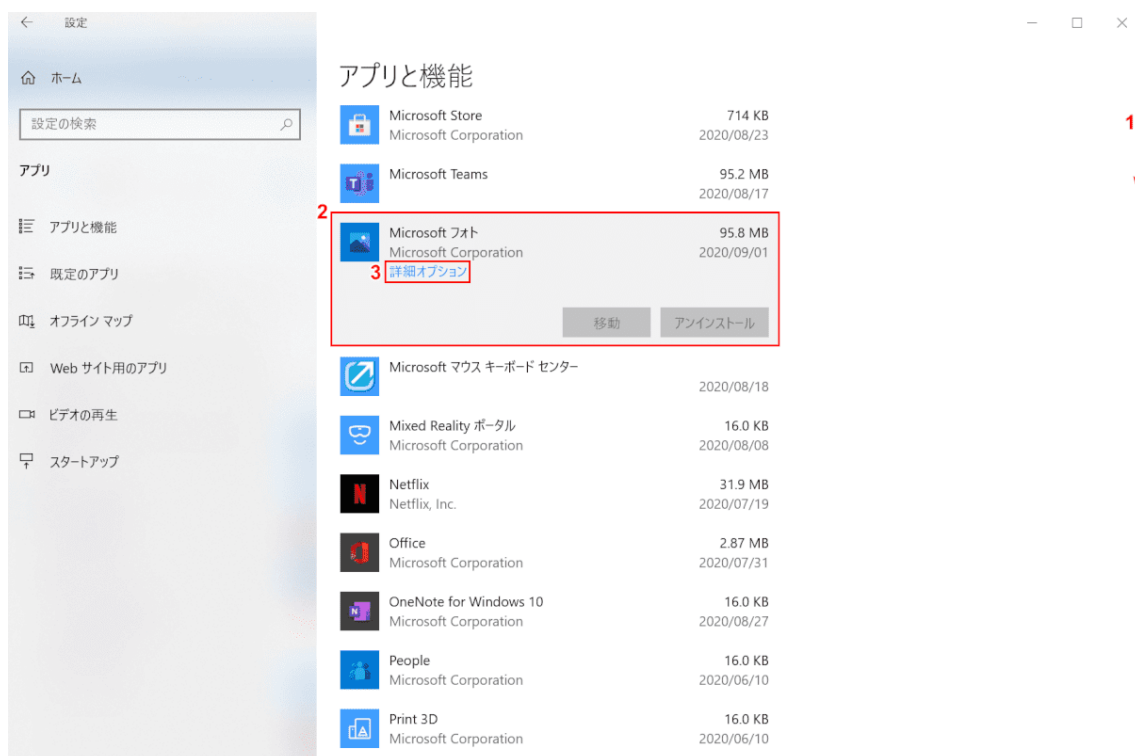 設定
ホーム
設定の検索
アプリ
アプリと機能
既定のアプリ
オフライン マップ
Web サイト用のアプリ
ビデオの再生
スタートアップ
アプリと機能
Microsoft Store 714 KB
Microsoft Corporation 2020/08/23
1
Microsoft Teams 95.2 MB
2020/08/17
2
Microsoft フォト 95.8 MB
Microsoft Corporation 2020/09/01
3 詳細オプション
移動 アンインストール
Microsoft マウス キーボード センター
2020/08/18
Mixed Reality ポータル 16.0 KB
Microsoft Corporation 2020/08/08
Netflix 31.9 MB
Netflix, Inc. 2020/07/19
Office 2.87 MB
Microsoft Corporation 2020/07/31
OneNote for Windows 10 16.0 KB
Microsoft Corporation 2020/08/27
People 16.0 KB
Microsoft Corporation 2020/06/10
Print 3D 16.0 KB
Microsoft Corporation 2020/06/10